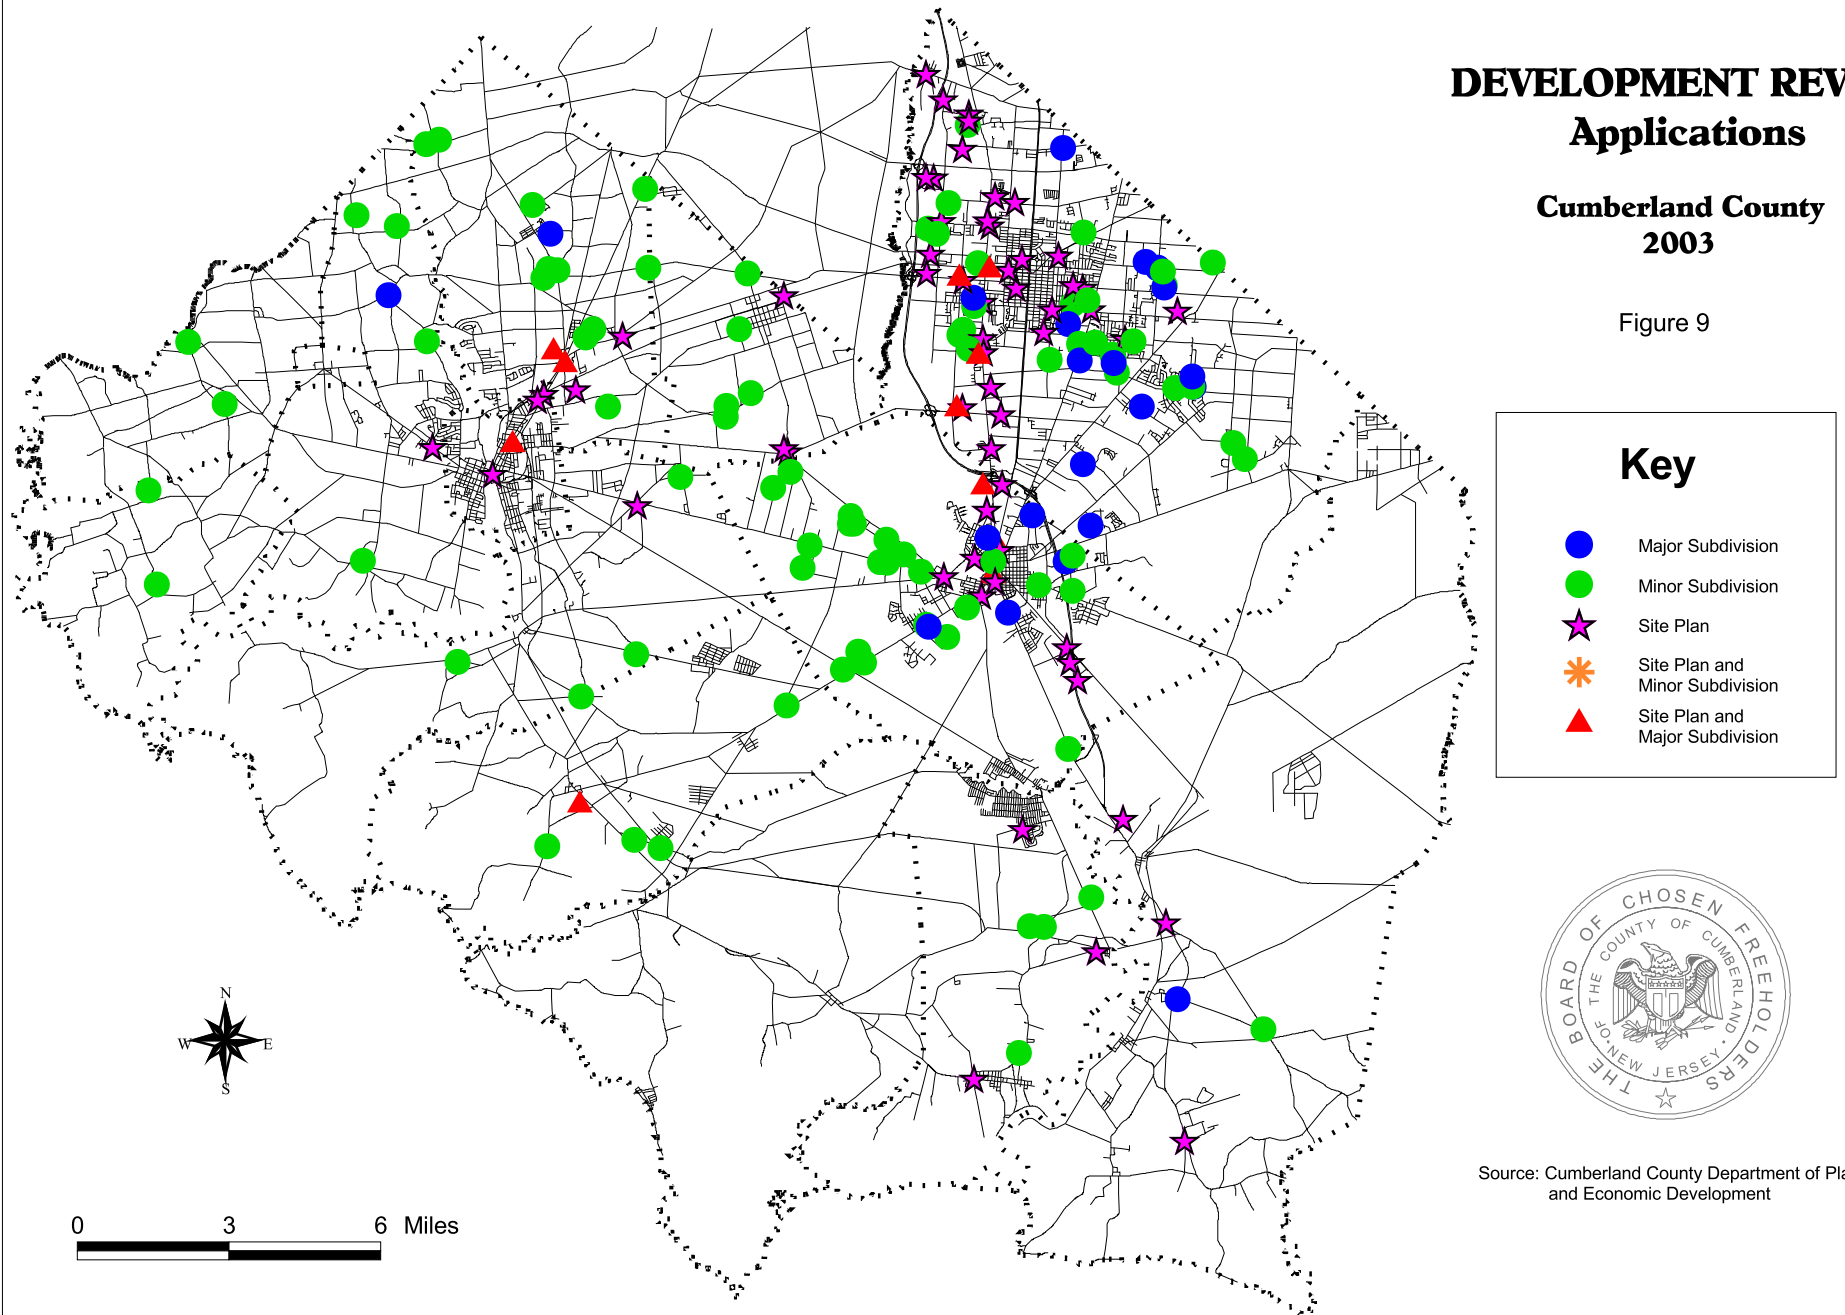 DEVELOPMENT REV
Applications
Cumberland County
2003
Figure 9
Key
Major Subdivision
Minor Subdivision
Site Plan
Site Plan and
Minor Subdivision
Site Plan and
Major Subdivision
THE BOARD OF CHOSEN FREEHOLDERS
OF THE COUNTY OF CUMBERLAND
NEW JERSEY
N
W E
S
Source: Cumberland County Department of Pla
and Economic Development
0 3 6 Miles